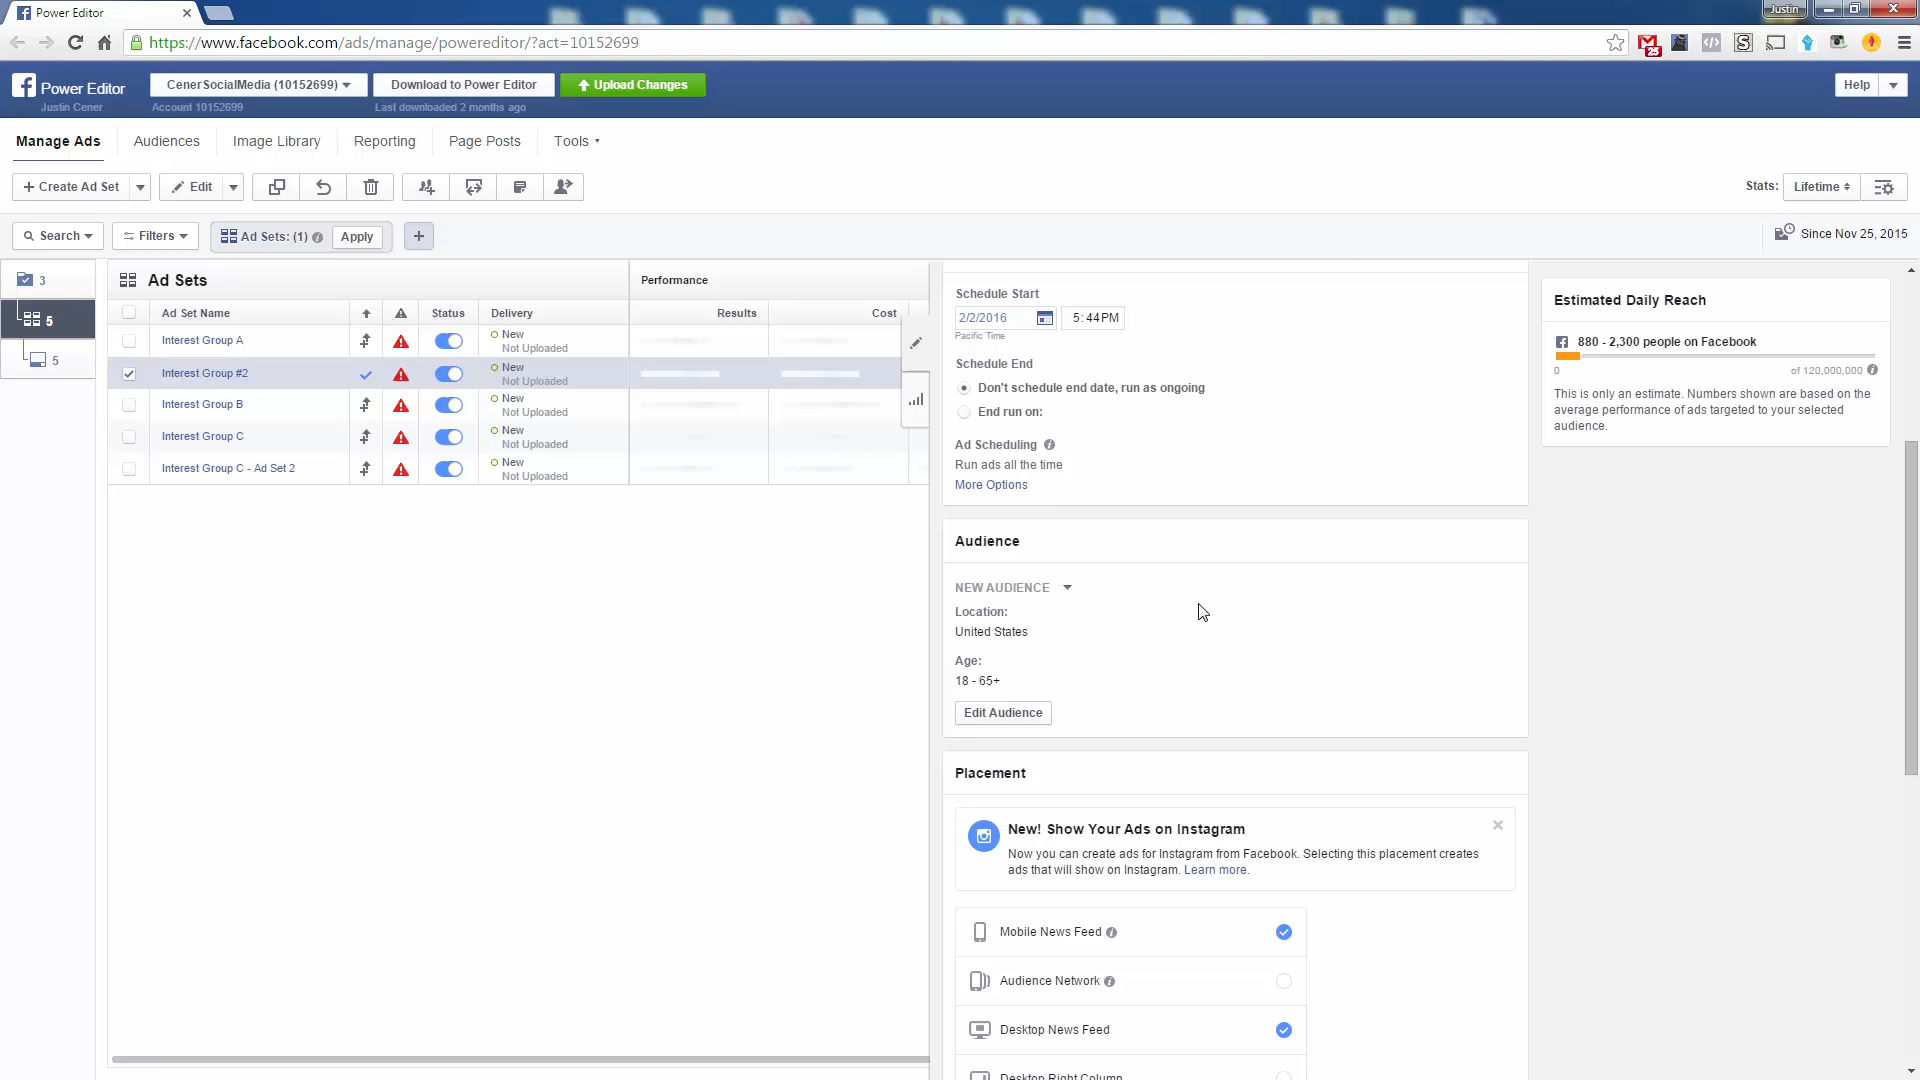 Power Editor
Justin
https://www.facebook.com/ads/manage/powereditor/?act=10152699
25
Power Editor
Justin Cener
CenerSocialMedia (10152699)
Account 10152699
Download to Power Editor
Last downloaded 2 months ago
Upload Changes
Help
Manage Ads
Audiences
Image Library
Reporting
Page Posts
Tools
Create Ad Set
Edit
Stats:
Lifetime
Search
Filters
Ad Sets: (1)
Apply
Since Nov 25, 2015
3
5
5
Ad Sets
Performance
Ad Set Name
Status
Delivery
Results
Cost
Interest Group A
New
Not Uploaded
Interest Group #2
New
Not Uploaded
Interest Group B
New
Not Uploaded
Interest Group C
New
Not Uploaded
Interest Group C - Ad Set 2
New
Not Uploaded
Schedule Start
2/2/2016
5:44PM
Pacific Time
Schedule End
Don't schedule end date, run as ongoing
End run on:
Ad Scheduling
Run ads all the time
More Options
Audience
NEW AUDIENCE
Location:
United States
Age:
18 - 65+
Edit Audience
Placement
New! Show Your Ads on Instagram
Now you can create ads for Instagram from Facebook. Selecting this placement creates
ads that will show on Instagram. Learn more.
Mobile News Feed
Audience Network
Desktop News Feed
Desktop Right Column
Estimated Daily Reach
880 - 2,300 people on Facebook
0
of 120,000,000
This is only an estimate. Numbers shown are based on the
average performance of ads targeted to your selected
audience.